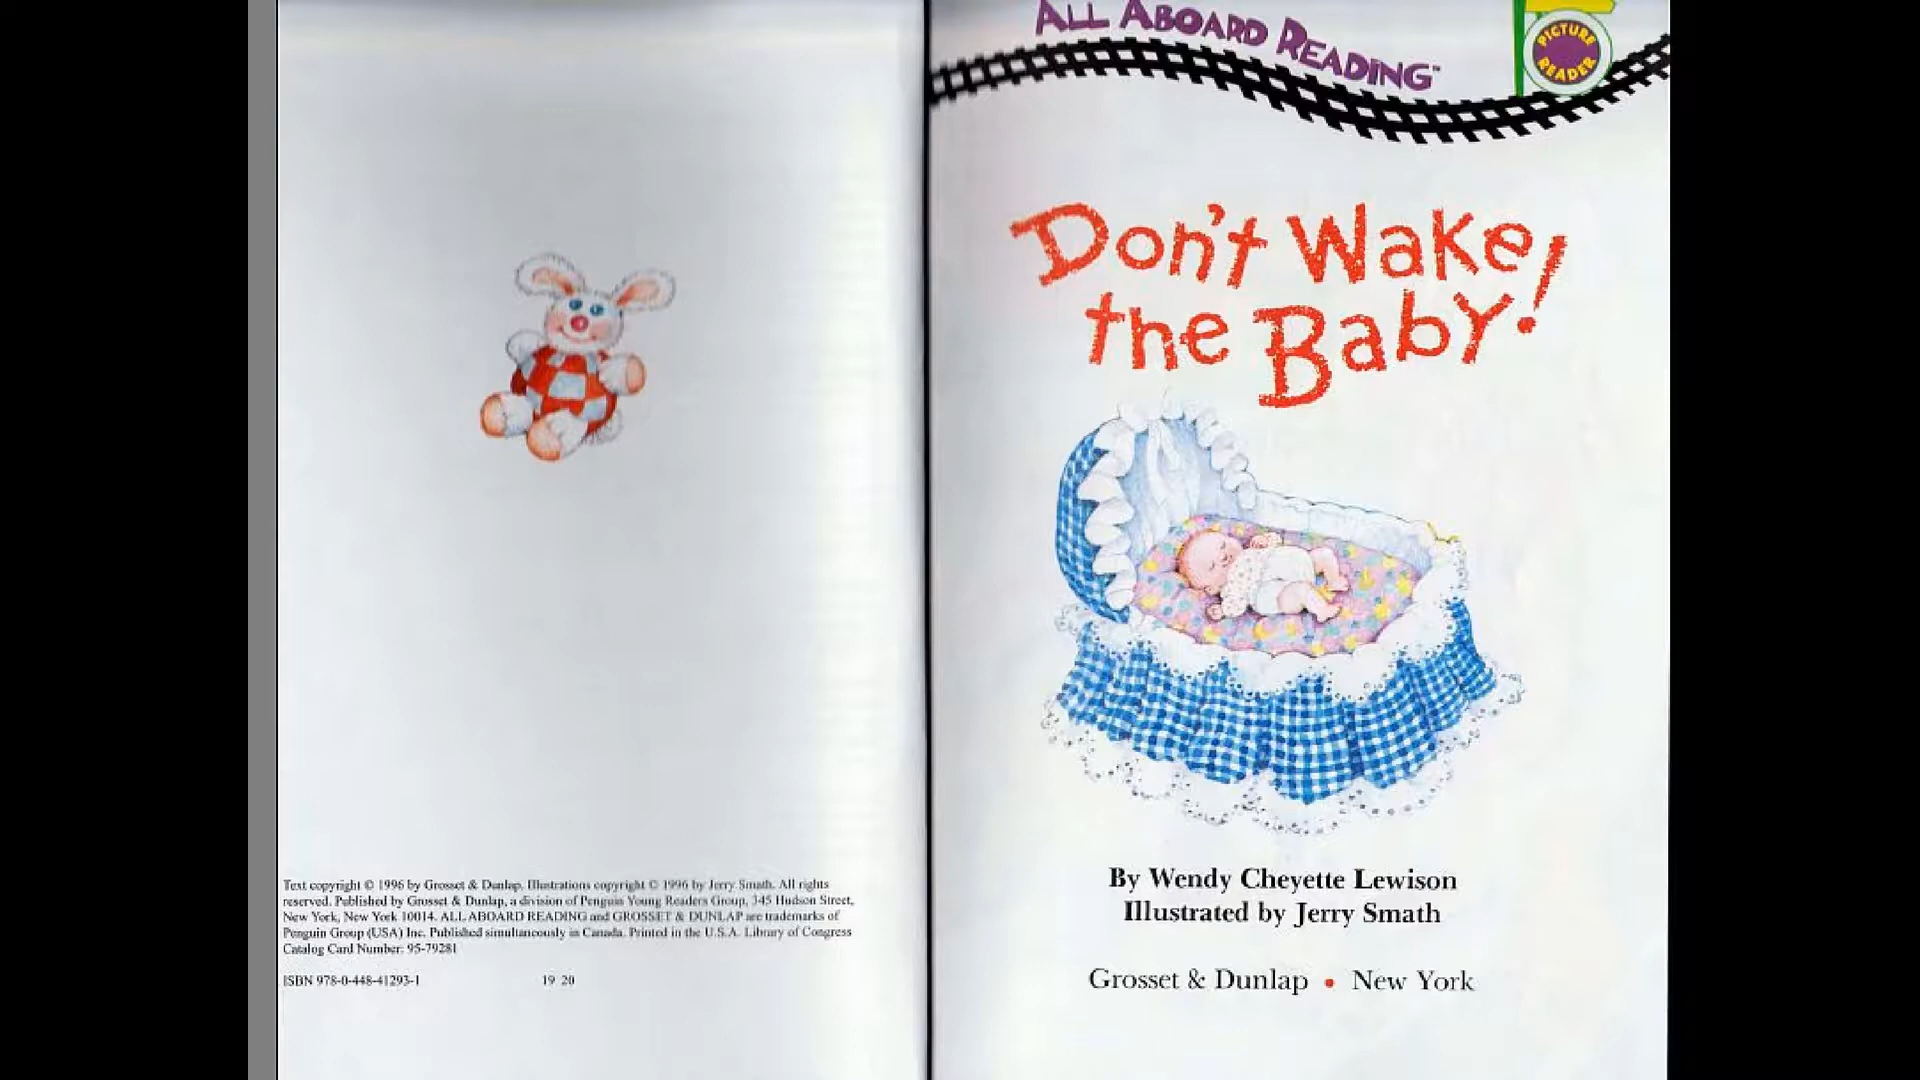 Text copyright © 1996 by Grosset & Dunlap. Illustrations copyright © 1996 by Jerry Smath. All rights
reserved. Published by Grosset & Dunlap, a division of Penguin Young Readers Group, 345 Hudson Street,
New York, New York 10014. ALL ABOARD READING and GROSSET & DUNLAP are trademarks of
Penguin Group (USA) Inc. Published simultaneously in Canada. Printed in the U.S.A. Library of Congress
Catalog Card Number: 95-79281
ISBN 978-0-448-41293-1 19 20
ALL ABOARD READING™
PICTURE
READER
Don't Wake
the Baby!
By Wendy Cheyette Lewison
Illustrated by Jerry Smath
Grosset & Dunlap • New York